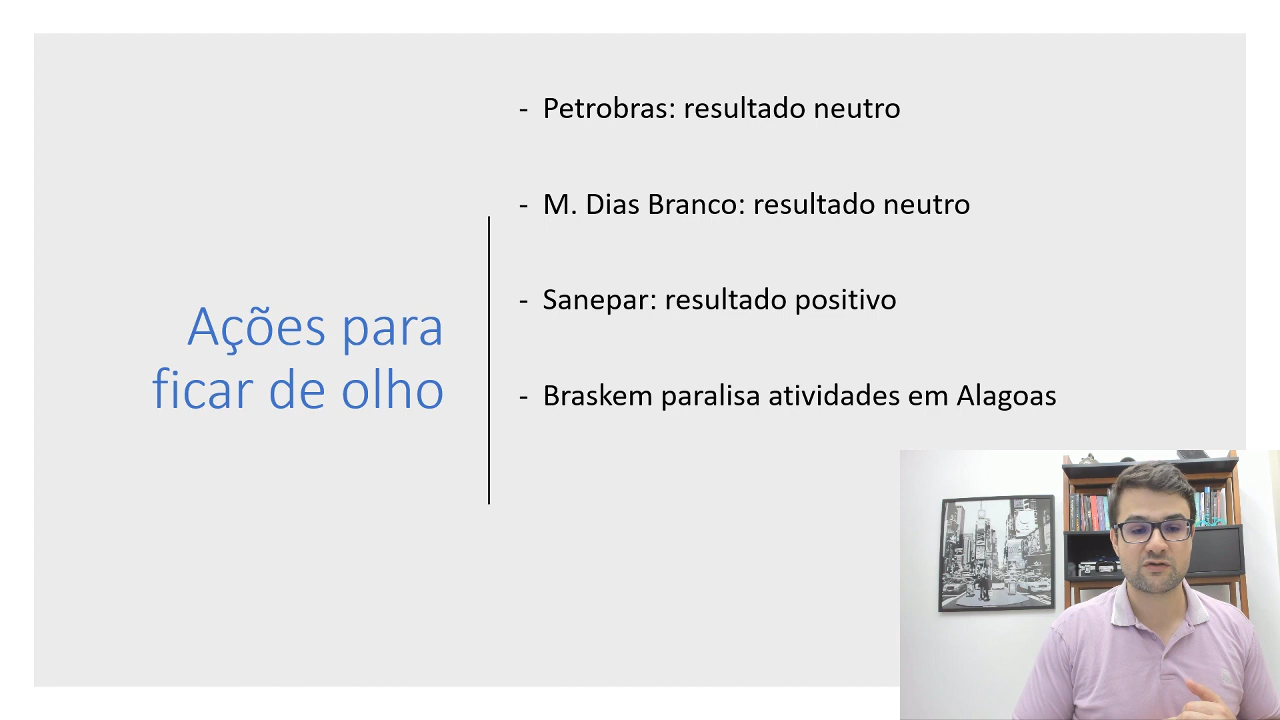 Ações para
ficar de olho
- Petrobras: resultado neutro
- M. Dias Branco: resultado neutro
- Sanepar: resultado positivo
- Braskem paralisa atividades em Alagoas